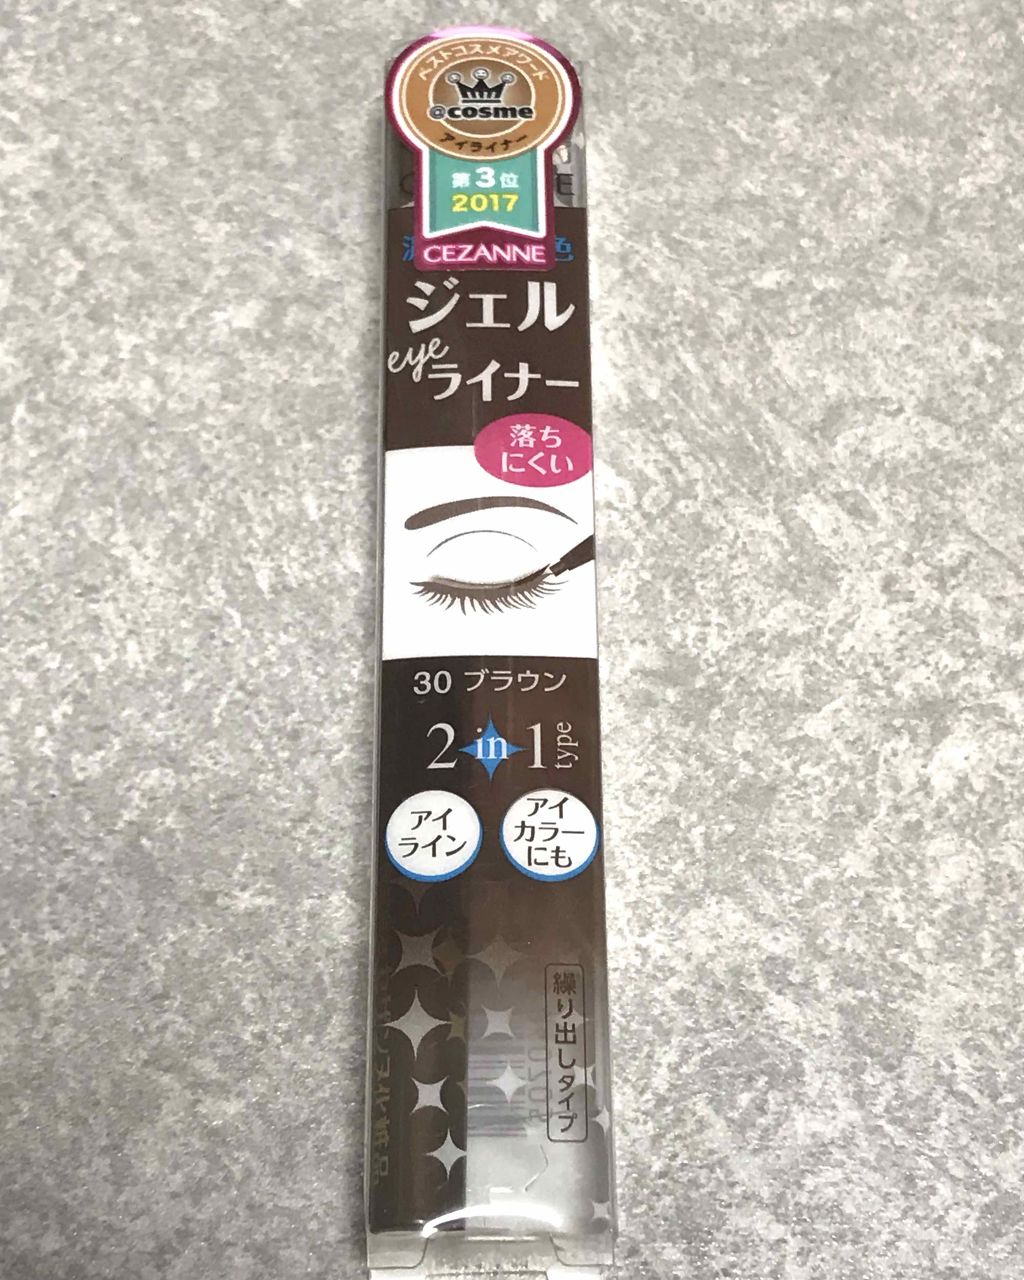 ベストコスメアワード
@cosme
アイライナー
第3位
2017
CEZANNE
色
ジェル
eye
ライナー
落ち
にくい
30 ブラウン
2 in 1 type
アイ
ライン
アイ
カラー
にも
繰り出しタイプ